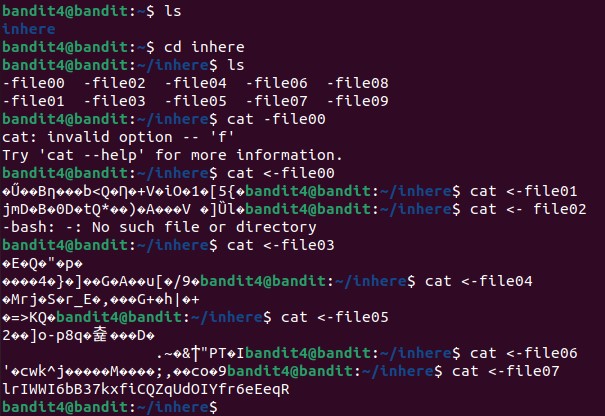 bandit4@bandit:~$ ls
inhere
bandit4@bandit:~$ cd inhere
bandit4@bandit:~/inhere$ ls
-file00  -file02  -file04  -file06  -file08
-file01  -file03  -file05  -file07  -file09
bandit4@bandit:~/inhere$ cat -file00
cat: invalid option -- 'f'
Try 'cat --help' for more information.
bandit4@bandit:~/inhere$ cat <-file00
�Ű��Bη���b<Q�Ƞ�+V�iO�1�[5{�bandit4@bandit:~/inhere$ cat <-file01
jmD�B�0D�tQ*��)�A���V �]Ül�bandit4@bandit:~/inhere$ cat <- file02
-bash: -: No such file or directory
bandit4@bandit:~/inhere$ cat <-file03
�E�Q�"�p�
����4�}�]��G�A��u[�/9�bandit4@bandit:~/inhere$ cat <-file04
�Mrj�S�r_E�,���G+�h|�+
�=>KQ�bandit4@bandit:~/inhere$ cat <-file05
2��]o-p8q����D�
.~�&"PT�Ibandit4@bandit:~/inhere$ cat <-file06
'�cwk^j�����M����;,��co�9bandit4@bandit:~/inhere$ cat <-file07
lrIWWI6bB37kxfiCQZqUdOIYfr6eEeqR
bandit4@bandit:~/inhere$